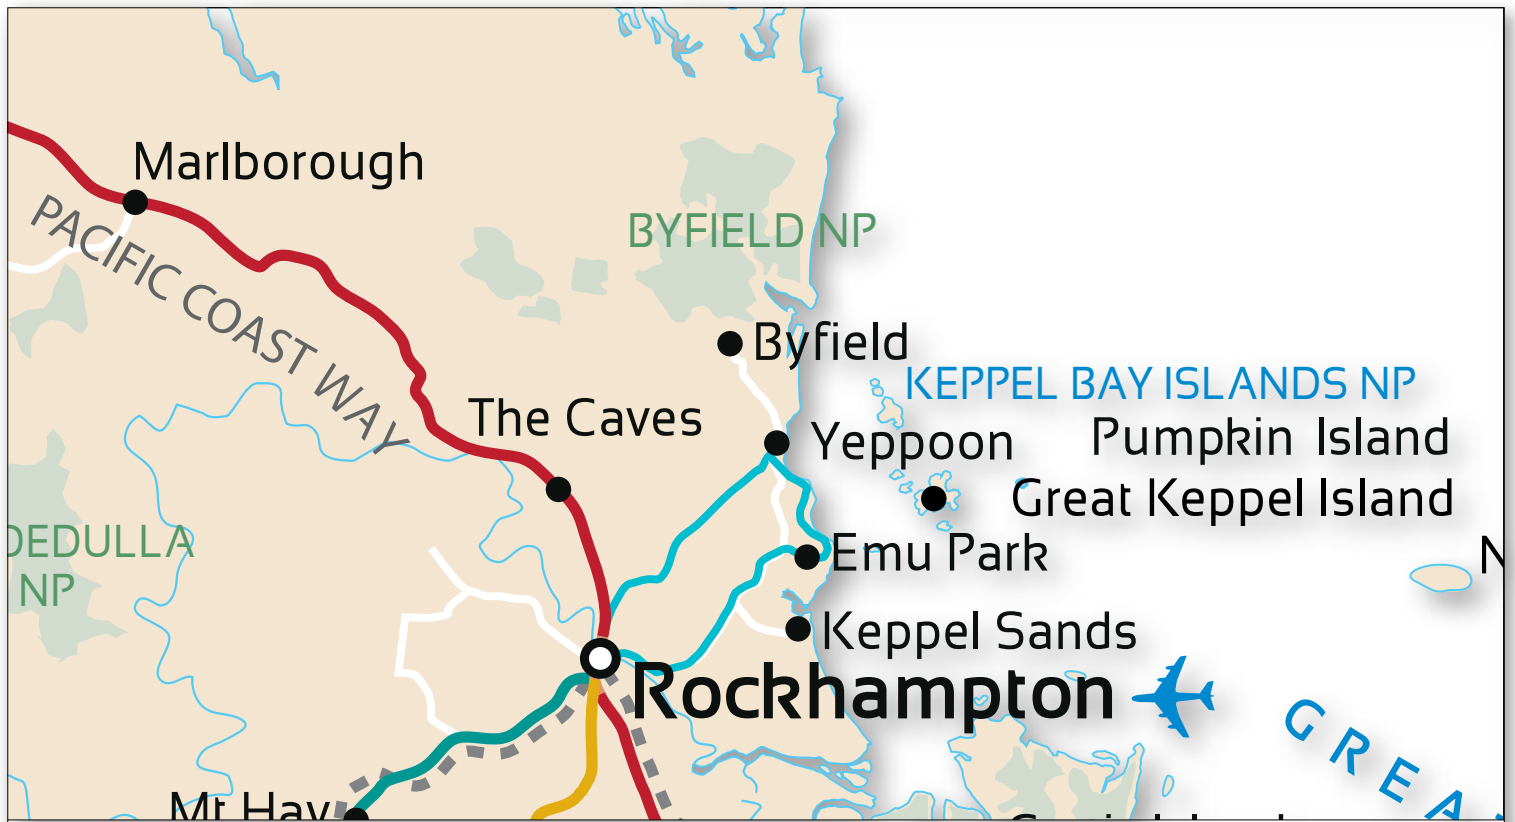 Marlborough
PACIFIC COAST WAY
BYFIELD NP
Byfield
KEPPEL BAY ISLANDS NP
The Caves
Yeppoon
Pumpkin Island
Great Keppel Island
DEDULLA
NP
Emu Park
N
Keppel Sands
Rockhampton
GREA
Mt Hay